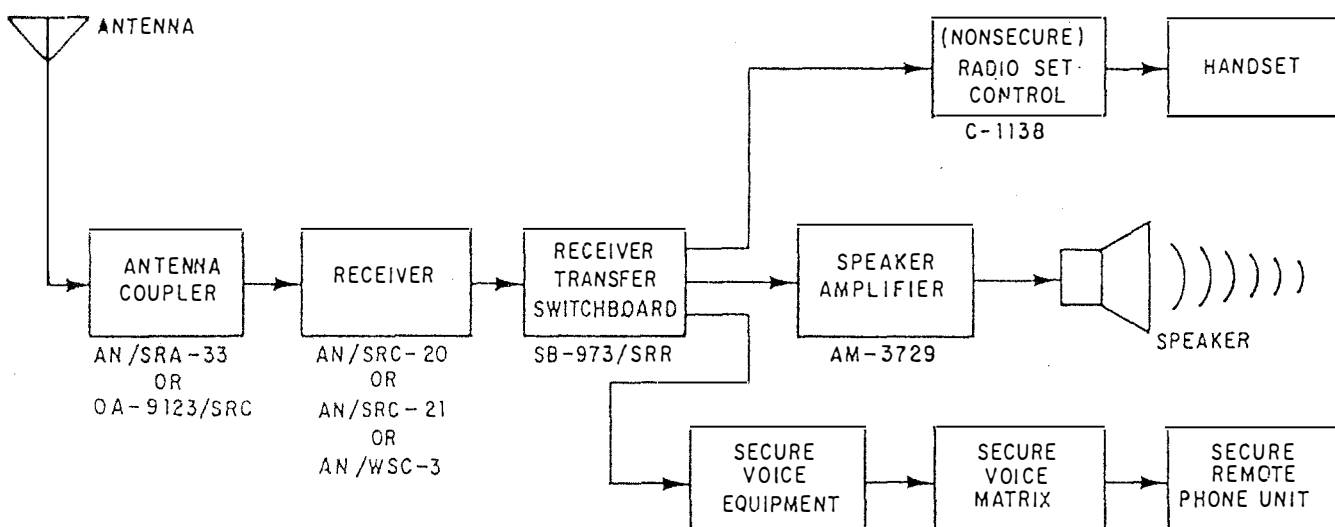 ANTENNA
(NONSECURE)
RADIO SET
CONTROL
C-1138
HANDSET
ANTENNA
COUPLER
AN/SRA-33
OR
OA-9123/SRC
RECEIVER
AN/SRC-20
OR
AN/SRC-21
OR
AN/WSC-3
RECEIVER
TRANSFER
SWITCHBOARD
SB-973/SRR
SPEAKER
AMPLIFIER
AM-3729
SPEAKER
SECURE
VOICE
EQUIPMENT
SECURE
VOICE
MATRIX
SECURE
REMOTE
PHONE UNIT